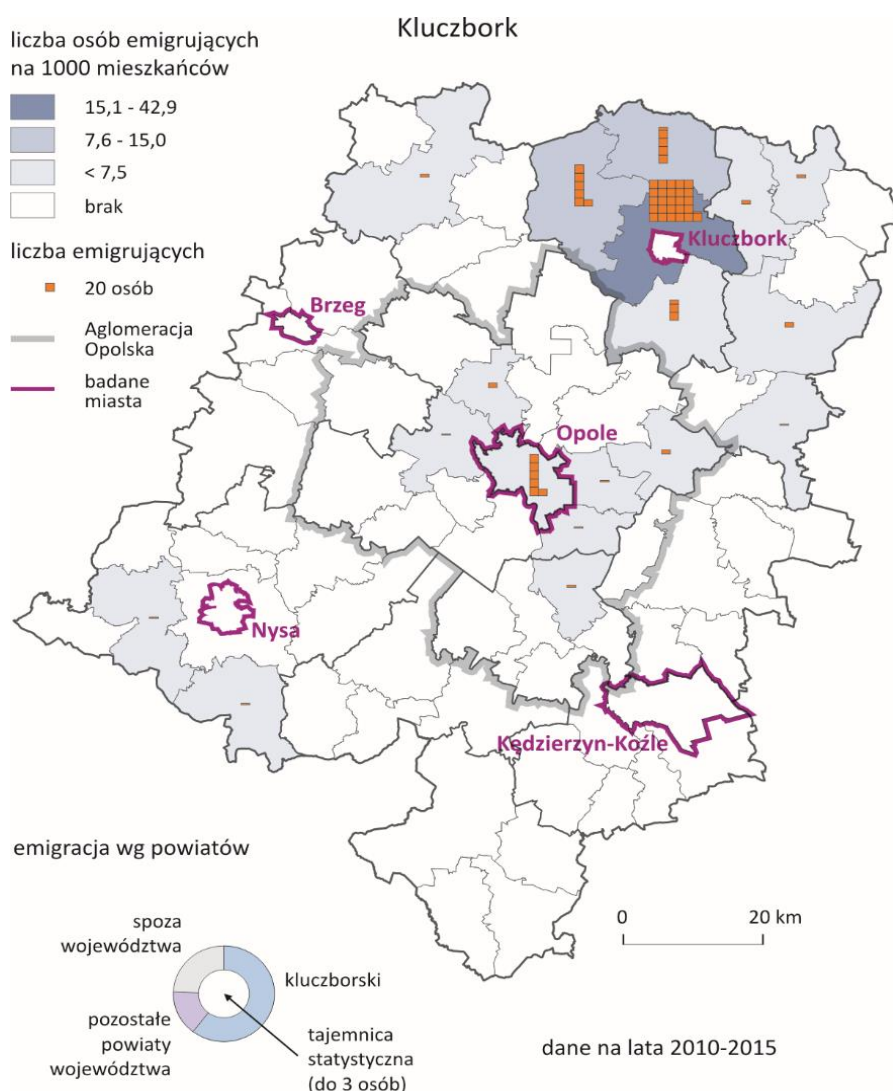 Kluczbork
liczba osób emigrujących
na 1000 mieszkańców
15,1 - 42,9
7,6 - 15,0
< 7,5
brak
liczba emigrujących
20 osób
Aglomeracja
Opolska
badane
miasta
Kluczbork
Brzeg
Opole
Nysa
Kędzierzyn-Koźle
emigracja wg powiatów
0 20 km
spoza
województwa
kluczborski
pozostałe
powiaty
województwa
tajemnica
statystyczna
(do 3 osób)
dane na lata 2010-2015